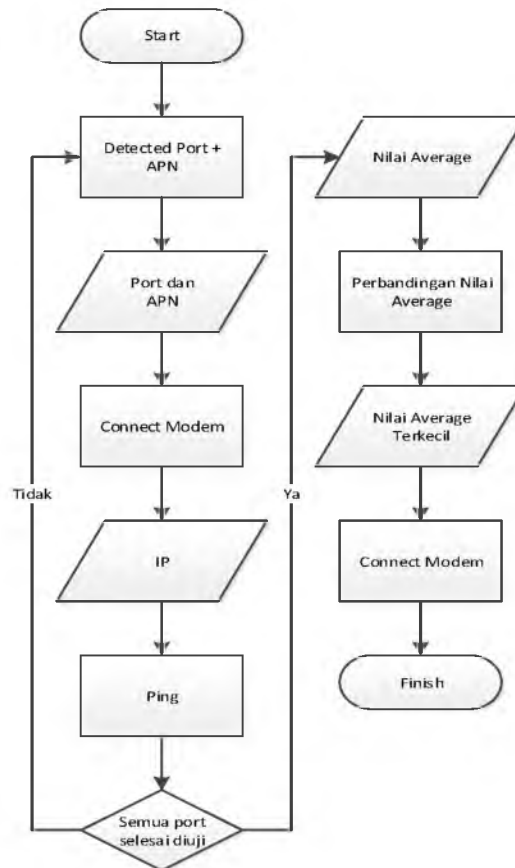 Start
Detected Port +
APN
Port dan
APN
Connect Modem
IP
Ping
Semua port
selesai diuji
Tidak
Ya
Nilai Average
Perbandingan Nilai
Average
Nilai Average
Terkecil
Connect Modem
Finish